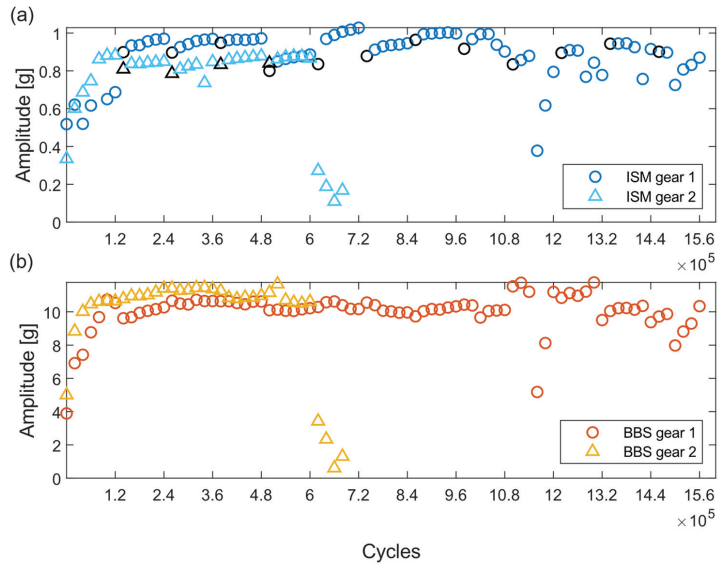 (a)
Amplitude [g]
1
0.8
0.6
0.4
0.2
0
ISM gear 1
ISM gear 2
1.2 2.4 3.6 4.8 6 7.2 8.4 9.6 10.8 12 13.2 14.4 15.6
× 10⁵
(b)
Amplitude [g]
10
8
6
4
2
0
BBS gear 1
BBS gear 2
1.2 2.4 3.6 4.8 6 7.2 8.4 9.6 10.8 12 13.2 14.4 15.6
× 10⁵
Cycles